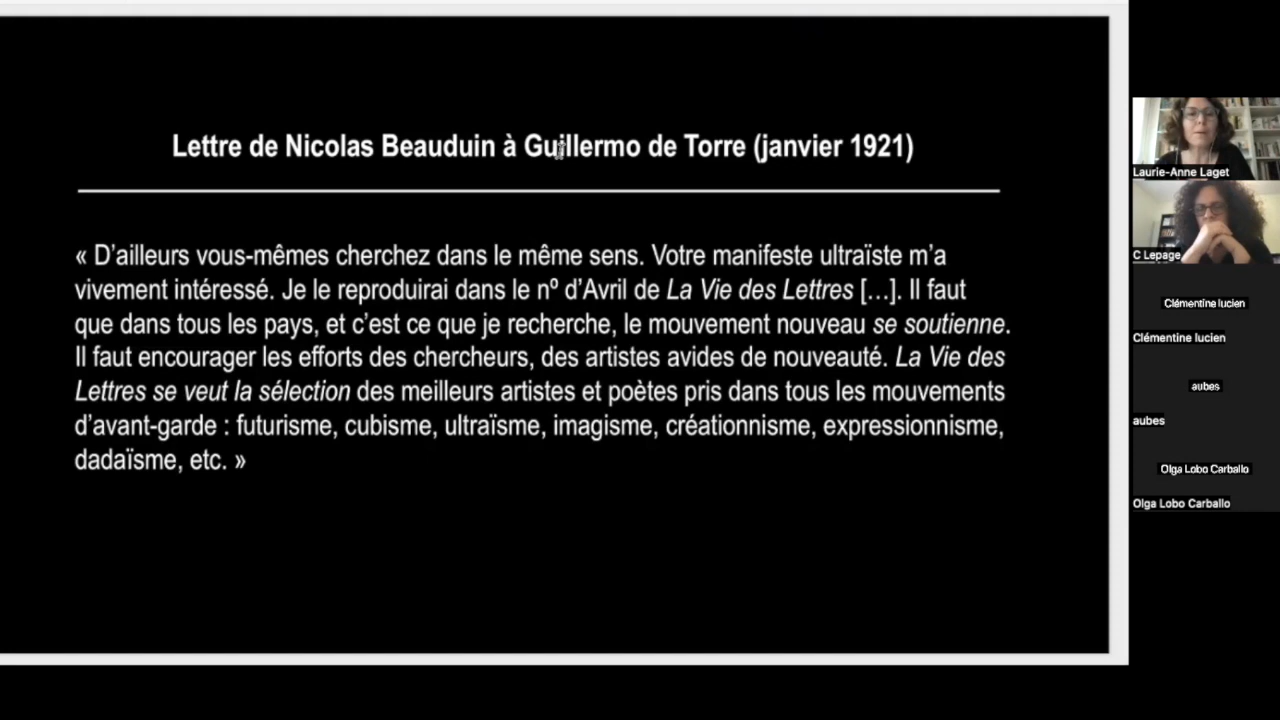 Lettre de Nicolas Beauduin à Guillermo de Torre (janvier 1921)
« D’ailleurs vous-mêmes cherchez dans le même sens. Votre manifeste ultraïste m’a
vivement intéressé. Je le reproduirai dans le nº d’Avril de La Vie des Lettres […]. Il faut
que dans tous les pays, et c’est ce que je recherche, le mouvement nouveau se soutienne.
Il faut encourager les efforts des chercheurs, des artistes avides de nouveauté. La Vie des
Lettres se veut la sélection des meilleurs artistes et poètes pris dans tous les mouvements
d’avant-garde : futurisme, cubisme, ultraïsme, imagisme, créationnisme, expressionnisme,
dadaïsme, etc. »
Laurie-Anne Laget
C Lepage
Clémentine lucien
Clémentine lucien
aubes
aubes
Olga Lobo Carballo
Olga Lobo Carballo